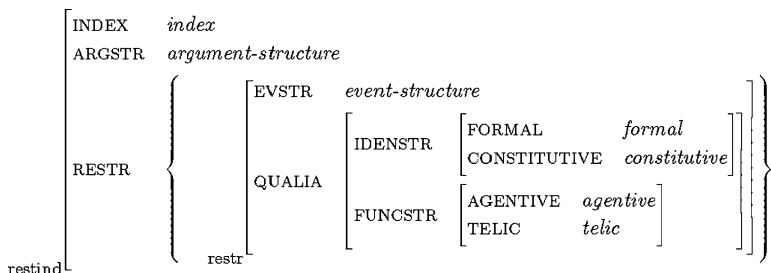 INDEX index
ARGSTR argument-structure
EVSTR event-structure
FORMAL formal
IDENSTR
CONSTITUTIVE constitutive
RESTR
QUALIA
AGENTIVE agentive
FUNCSTR
TELIC telic
restr
restind